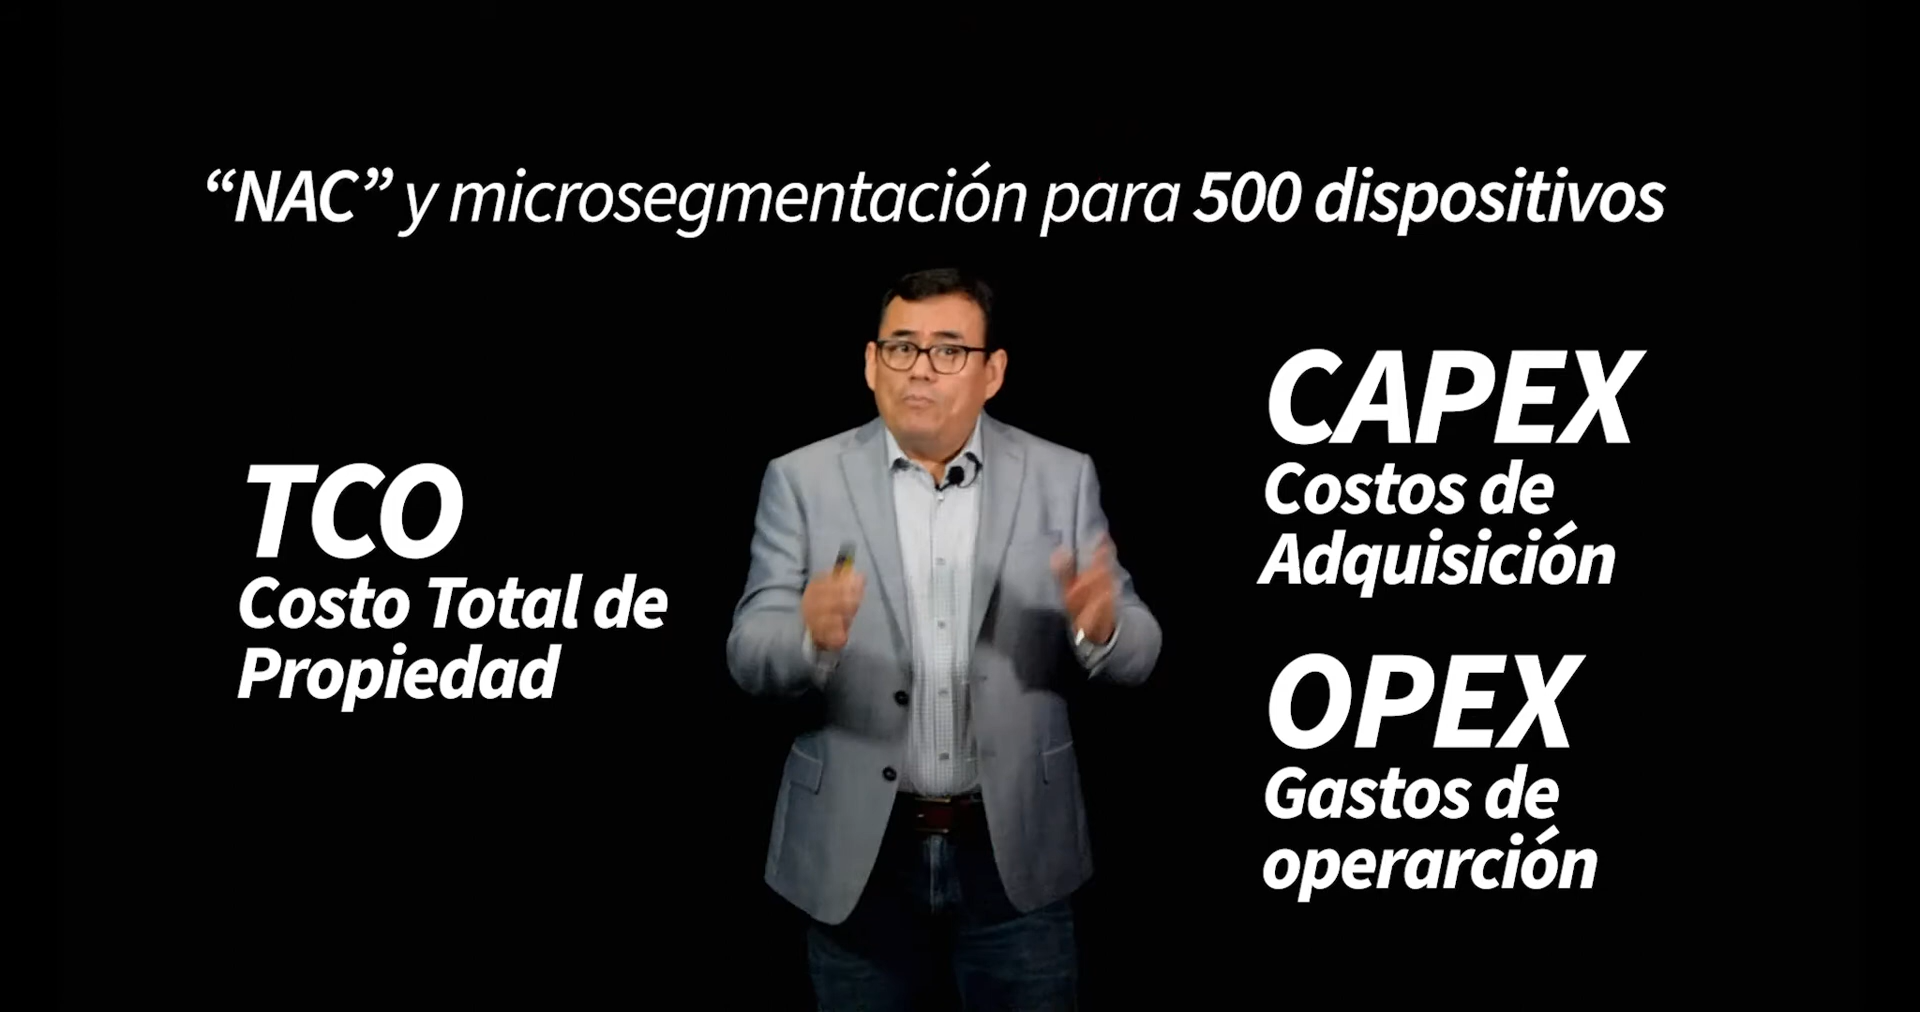 “NAC” y microsegmentación para 500 dispositivos
TCO
Costo Total de
Propiedad
CAPEX
Costos de
Adquisición
OPEX
Gastos de
operarción